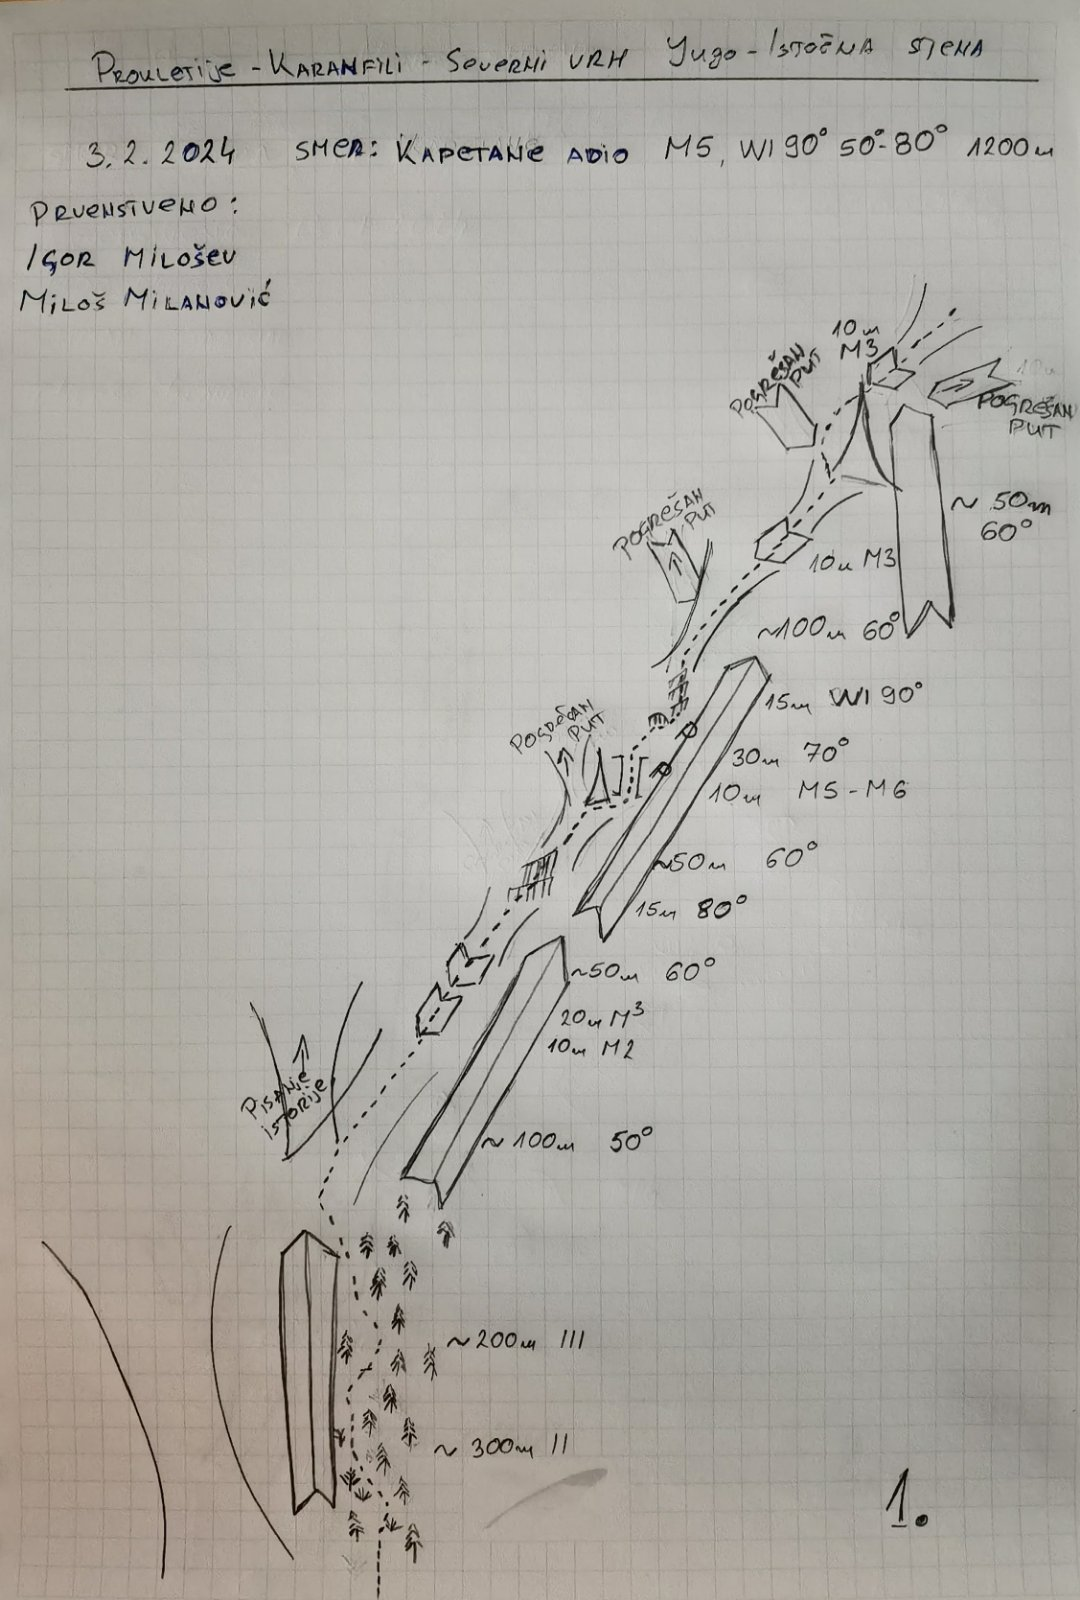 PROKLETIJE - KARANFILI - SEVERNI VRH JUGO - ISTOČNA STENA
3.2.2024 SMER: KAPETANE ADIO M5, WI 90° 50°-80° 1200m
PRVENSTVENO:
IGOR MILOŠEV
MILOŠ MILANOVIĆ
10m
M3
POGREŠAN
PUT
POGREŠAN
PUT
~ 50m
60°
POGREŠAN
PUT
10m M3
~100m 60°
15m WI 90°
POGREŠAN
PUT
30m 70°
10m M5-M6
~50m 60°
15m 80°
~50m 60°
20m M3
10m M2
PISANJE
ISTORIJE
~ 100m 50°
~200m III
~ 300m II
1.